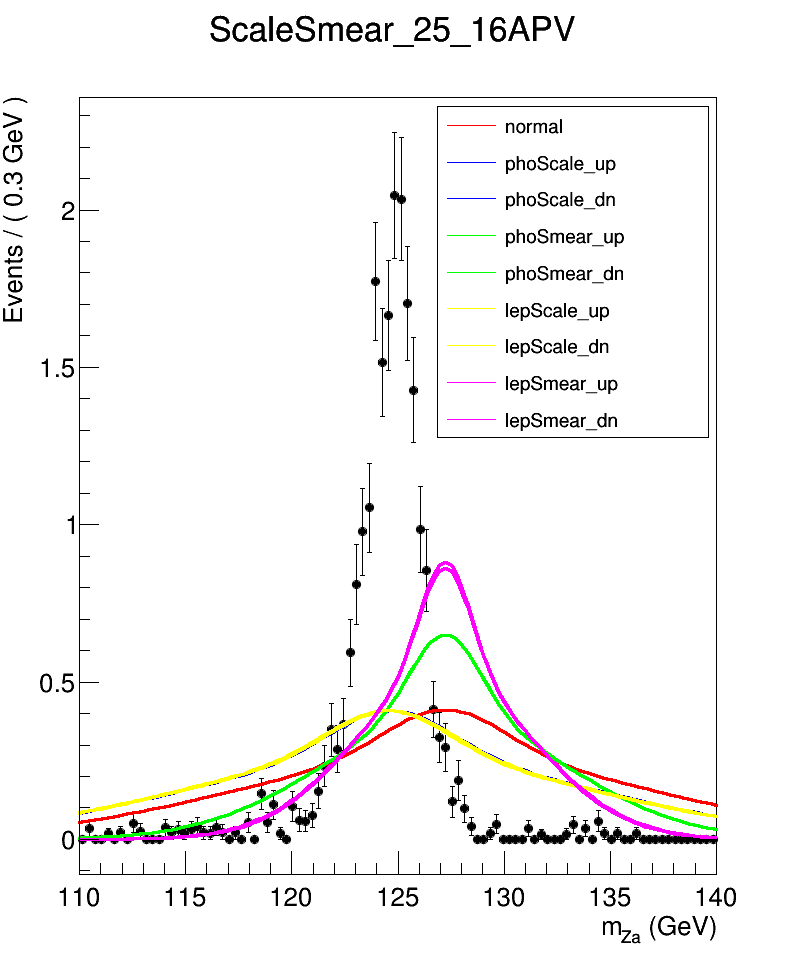 ScaleSmear_25_16APV
Events / ( 0.3 GeV )
normal
phoScale_up
phoScale_dn
phoSmear_up
phoSmear_dn
lepScale_up
lepScale_dn
lepSmear_up
lepSmear_dn
2
1.5
1
0.5
0
110 115 120 125 130 135 140
m_Za (GeV)